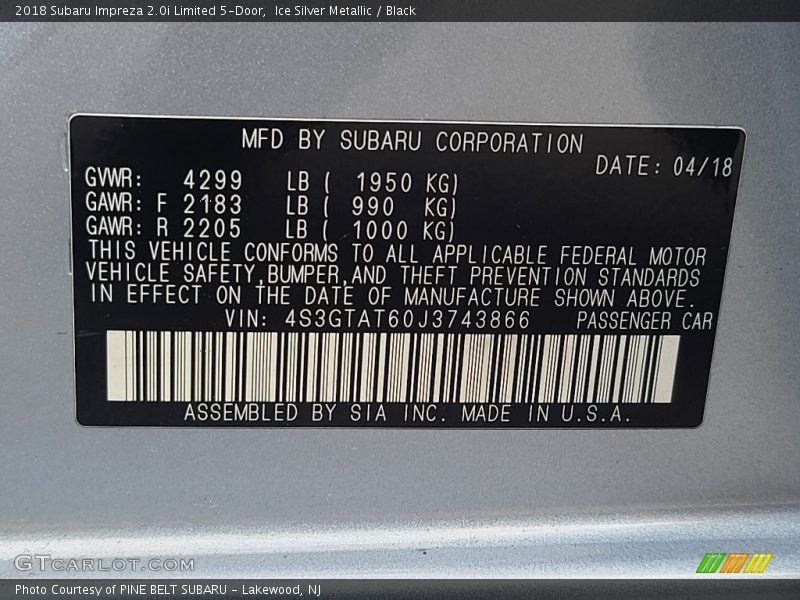 2018 Subaru Impreza 2.0i Limited 5-Door, Ice Silver Metallic / Black
MFD BY SUBARU CORPORATION
DATE: 04/18
GVWR: 4299 LB ( 1950 KG)
GAWR: F 2183 LB ( 990 KG)
GAWR: R 2205 LB ( 1000 KG)
THIS VEHICLE CONFORMS TO ALL APPLICABLE FEDERAL MOTOR
VEHICLE SAFETY,BUMPER,AND THEFT PREVENTION STANDARDS
IN EFFECT ON THE DATE OF MANUFACTURE SHOWN ABOVE.
VIN: 4S3GTAT60J3743866 PASSENGER CAR
ASSEMBLED BY SIA INC. MADE IN U.S.A.
GTCARLOT.COM
Photo Courtesy of PINE BELT SUBARU - Lakewood, NJ